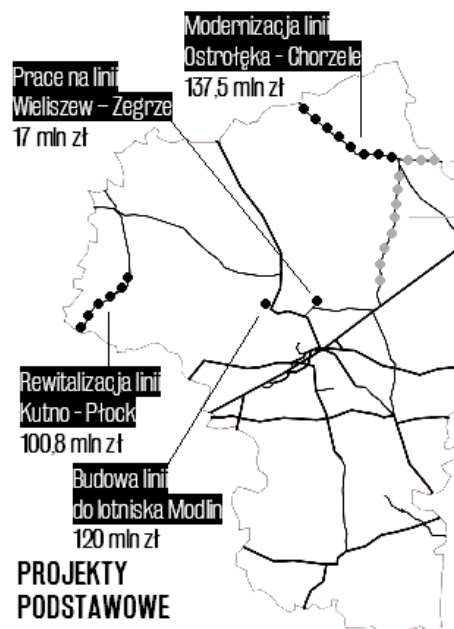 Modernizacja linii
Ostrołęka - Chorzele
137,5 mln zł
Prace na linii
Wieliszew – Zegrze
17 mln zł
Rewitalizacja linii
Kutno - Płock
100,8 mln zł
Budowa linii
do lotniska Modlin
120 mln zł
PROJEKTY
PODSTAWOWE